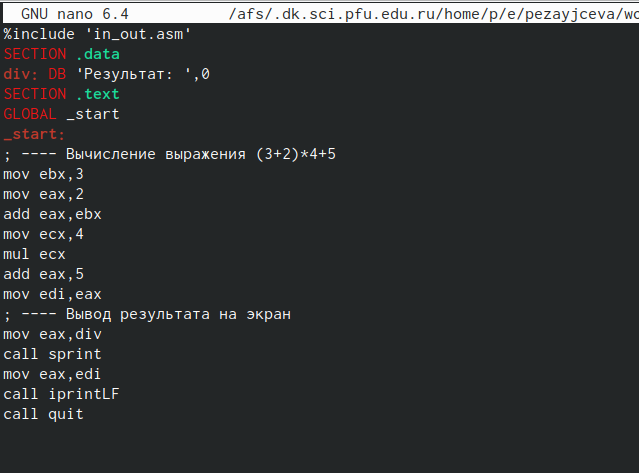 GNU nano 6.4 /afs/.dk.sci.pfu.edu.ru/home/p/e/pezayjceva/wo
%include 'in_out.asm'
SECTION .data
div: DB 'Результат: ',0
SECTION .text
GLOBAL _start
_start:
; ---- Вычисление выражения (3+2)*4+5
mov ebx,3
mov eax,2
add eax,ebx
mov ecx,4
mul ecx
add eax,5
mov edi,eax
; ---- Вывод результата на экран
mov eax,div
call sprint
mov eax,edi
call iprintLF
call quit